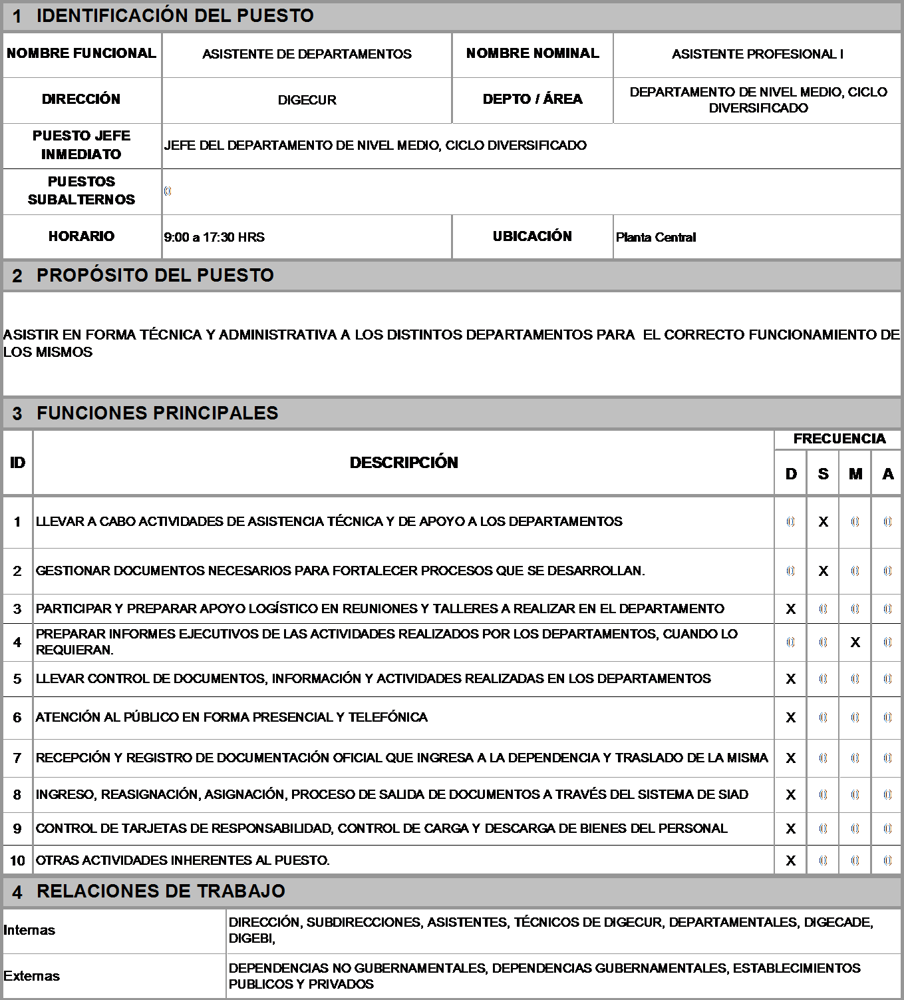 1 IDENTIFICACIÓN DEL PUESTO
NOMBRE FUNCIONAL ASISTENTE DE DEPARTAMENTOS NOMBRE NOMINAL ASISTENTE PROFESIONAL I
DIRECCIÓN DIGECUR DEPTO / ÁREA DEPARTAMENTO DE NIVEL MEDIO, CICLO
DIVERSIFICADO
PUESTO JEFE
INMEDIATO
JEFE DEL DEPARTAMENTO DE NIVEL MEDIO, CICLO DIVERSIFICADO
PUESTOS
SUBALTERNOS
0
HORARIO 9:00 a 17:30 HRS UBICACIÓN Planta Central
2 PROPÓSITO DEL PUESTO
ASISTIR EN FORMA TÉCNICA Y ADMINISTRATIVA A LOS DISTINTOS DEPARTAMENTOS PARA EL CORRECTO FUNCIONAMIENTO DE
LOS MISMOS
3 FUNCIONES PRINCIPALES
ID DESCRIPCIÓN FRECUENCIA
D S M A
1 LLEVAR A CABO ACTIVIDADES DE ASISTENCIA TÉCNICA Y DE APOYO A LOS DEPARTAMENTOS 0 X 0 0
2 GESTIONAR DOCUMENTOS NECESARIOS PARA FORTALECER PROCESOS QUE SE DESARROLLAN. 0 X 0 0
3 PARTICIPAR Y PREPARAR APOYO LOGÍSTICO EN REUNIONES Y TALLERES A REALIZAR EN EL DEPARTAMENTO X 0 0 0
4 PREPARAR INFORMES EJECUTIVOS DE LAS ACTIVIDADES REALIZADOS POR LOS DEPARTAMENTOS, CUANDO LO
REQUIERAN. 0 0 X 0
5 LLEVAR CONTROL DE DOCUMENTOS, INFORMACIÓN Y ACTIVIDADES REALIZADAS EN LOS DEPARTAMENTOS X 0 0 0
6 ATENCIÓN AL PÚBLICO EN FORMA PRESENCIAL Y TELEFÓNICA X 0 0 0
7 RECEPCIÓN Y REGISTRO DE DOCUMENTACIÓN OFICIAL QUE INGRESA A LA DEPENDENCIA Y TRASLADO DE LA MISMA X 0 0 0
8 INGRESO, REASIGNACIÓN, ASIGNACIÓN, PROCESO DE SALIDA DE DOCUMENTOS A TRAVÉS DEL SISTEMA DE SIAD X 0 0 0
9 CONTROL DE TARJETAS DE RESPONSABILIDAD, CONTROL DE CARGA Y DESCARGA DE BIENES DEL PERSONAL X 0 0 0
10 OTRAS ACTIVIDADES INHERENTES AL PUESTO. X 0 0 0
4 RELACIONES DE TRABAJO
Internas DIRECCIÓN, SUBDIRECCIONES, ASISTENTES, TÉCNICOS DE DIGECUR, DEPARTAMENTALES, DIGECADE,
DIGEBI,
Externas DEPENDENCIAS NO GUBERNAMENTALES, DEPENDENCIAS GUBERNAMENTALES, ESTABLECIMIENTOS
PUBLICOS Y PRIVADOS